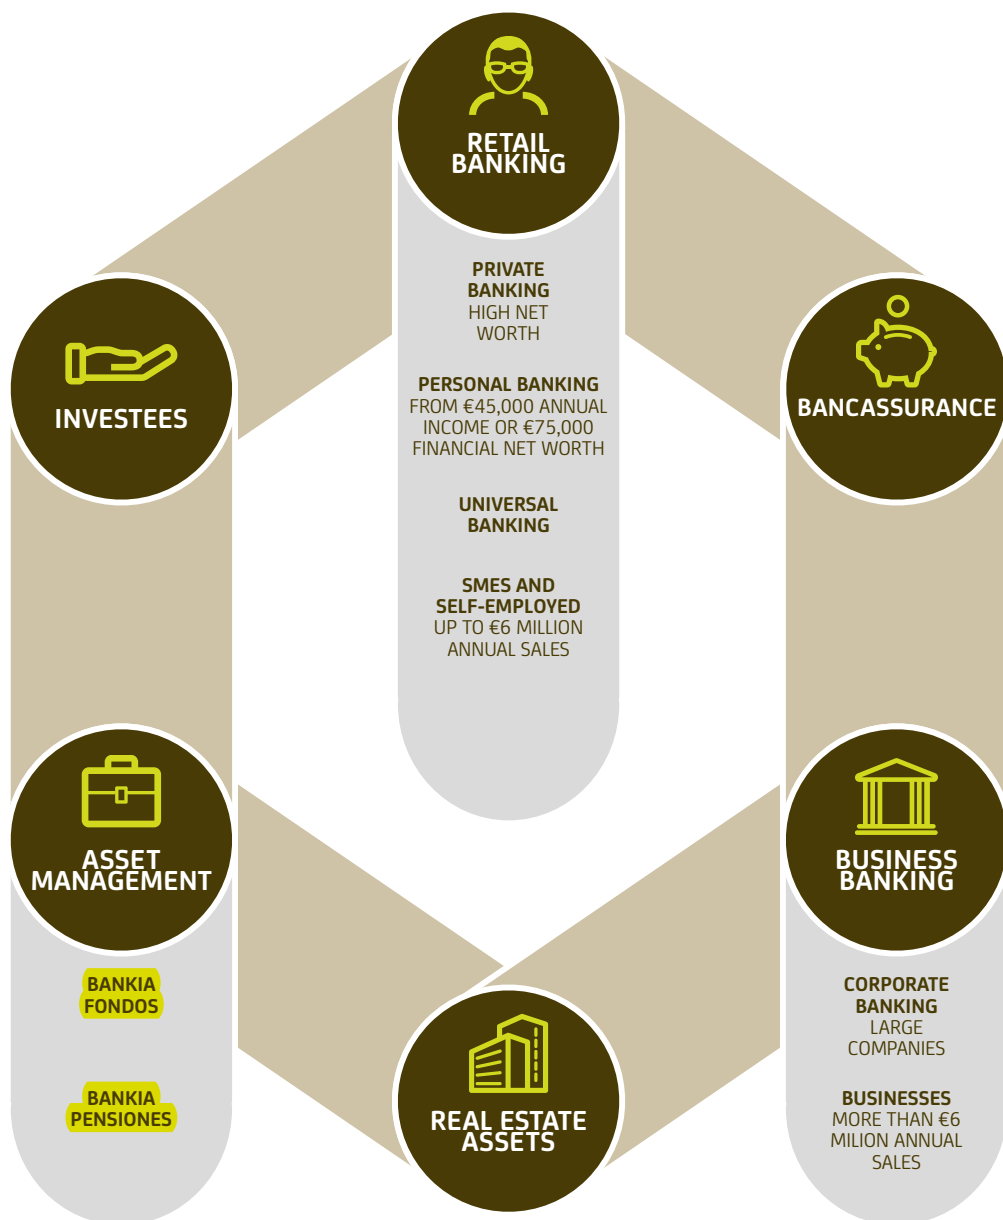 RETAIL
BANKING
PRIVATE
BANKING
HIGH NET
WORTH
PERSONAL BANKING
FROM €45,000 ANNUAL
INCOME OR €75,000
FINANCIAL NET WORTH
UNIVERSAL
BANKING
SMES AND
SELF-EMPLOYED
UP TO €6 MILLION
ANNUAL SALES
INVESTEES
BANCASSURANCE
ASSET
MANAGEMENT
BANKIA
FONDOS
BANKIA
PENSIONES
REAL ESTATE
ASSETS
BUSINESS
BANKING
CORPORATE
BANKING
LARGE
COMPANIES
BUSINESSES
MORE THAN €6
MILION ANNUAL
SALES